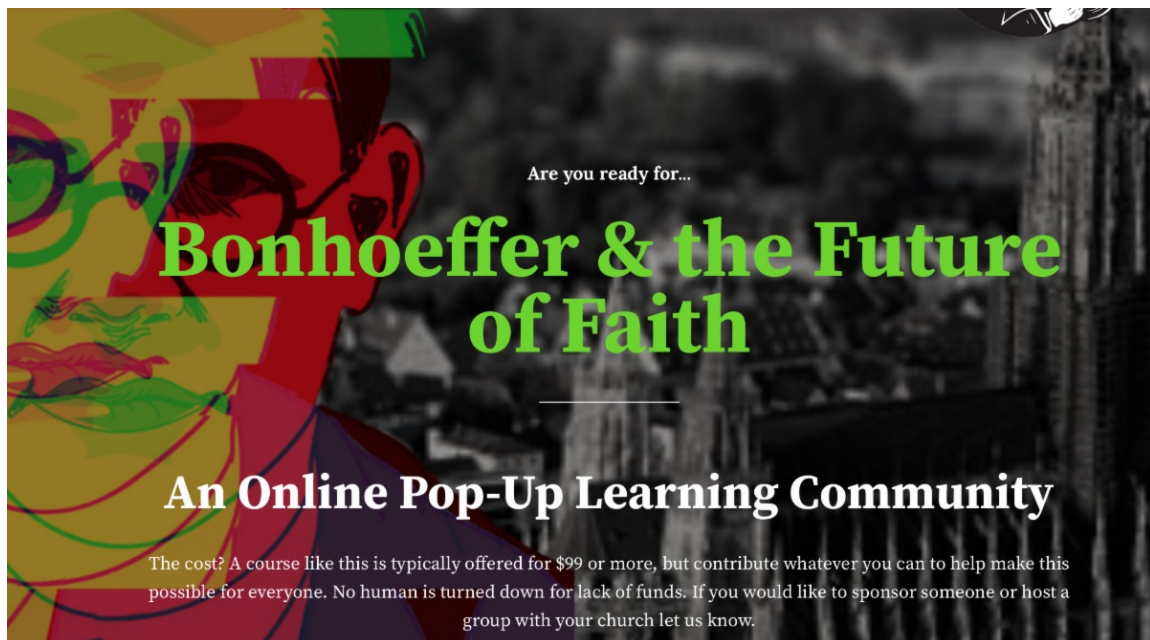 Are you ready for...
Bonhoeffer & the Future
of Faith
An Online Pop-Up Learning Community
The cost? A course like this is typically offered for $99 or more, but contribute whatever you can to help make this
possible for everyone. No human is turned down for lack of funds. If you would like to sponsor someone or host a
group with your church let us know.